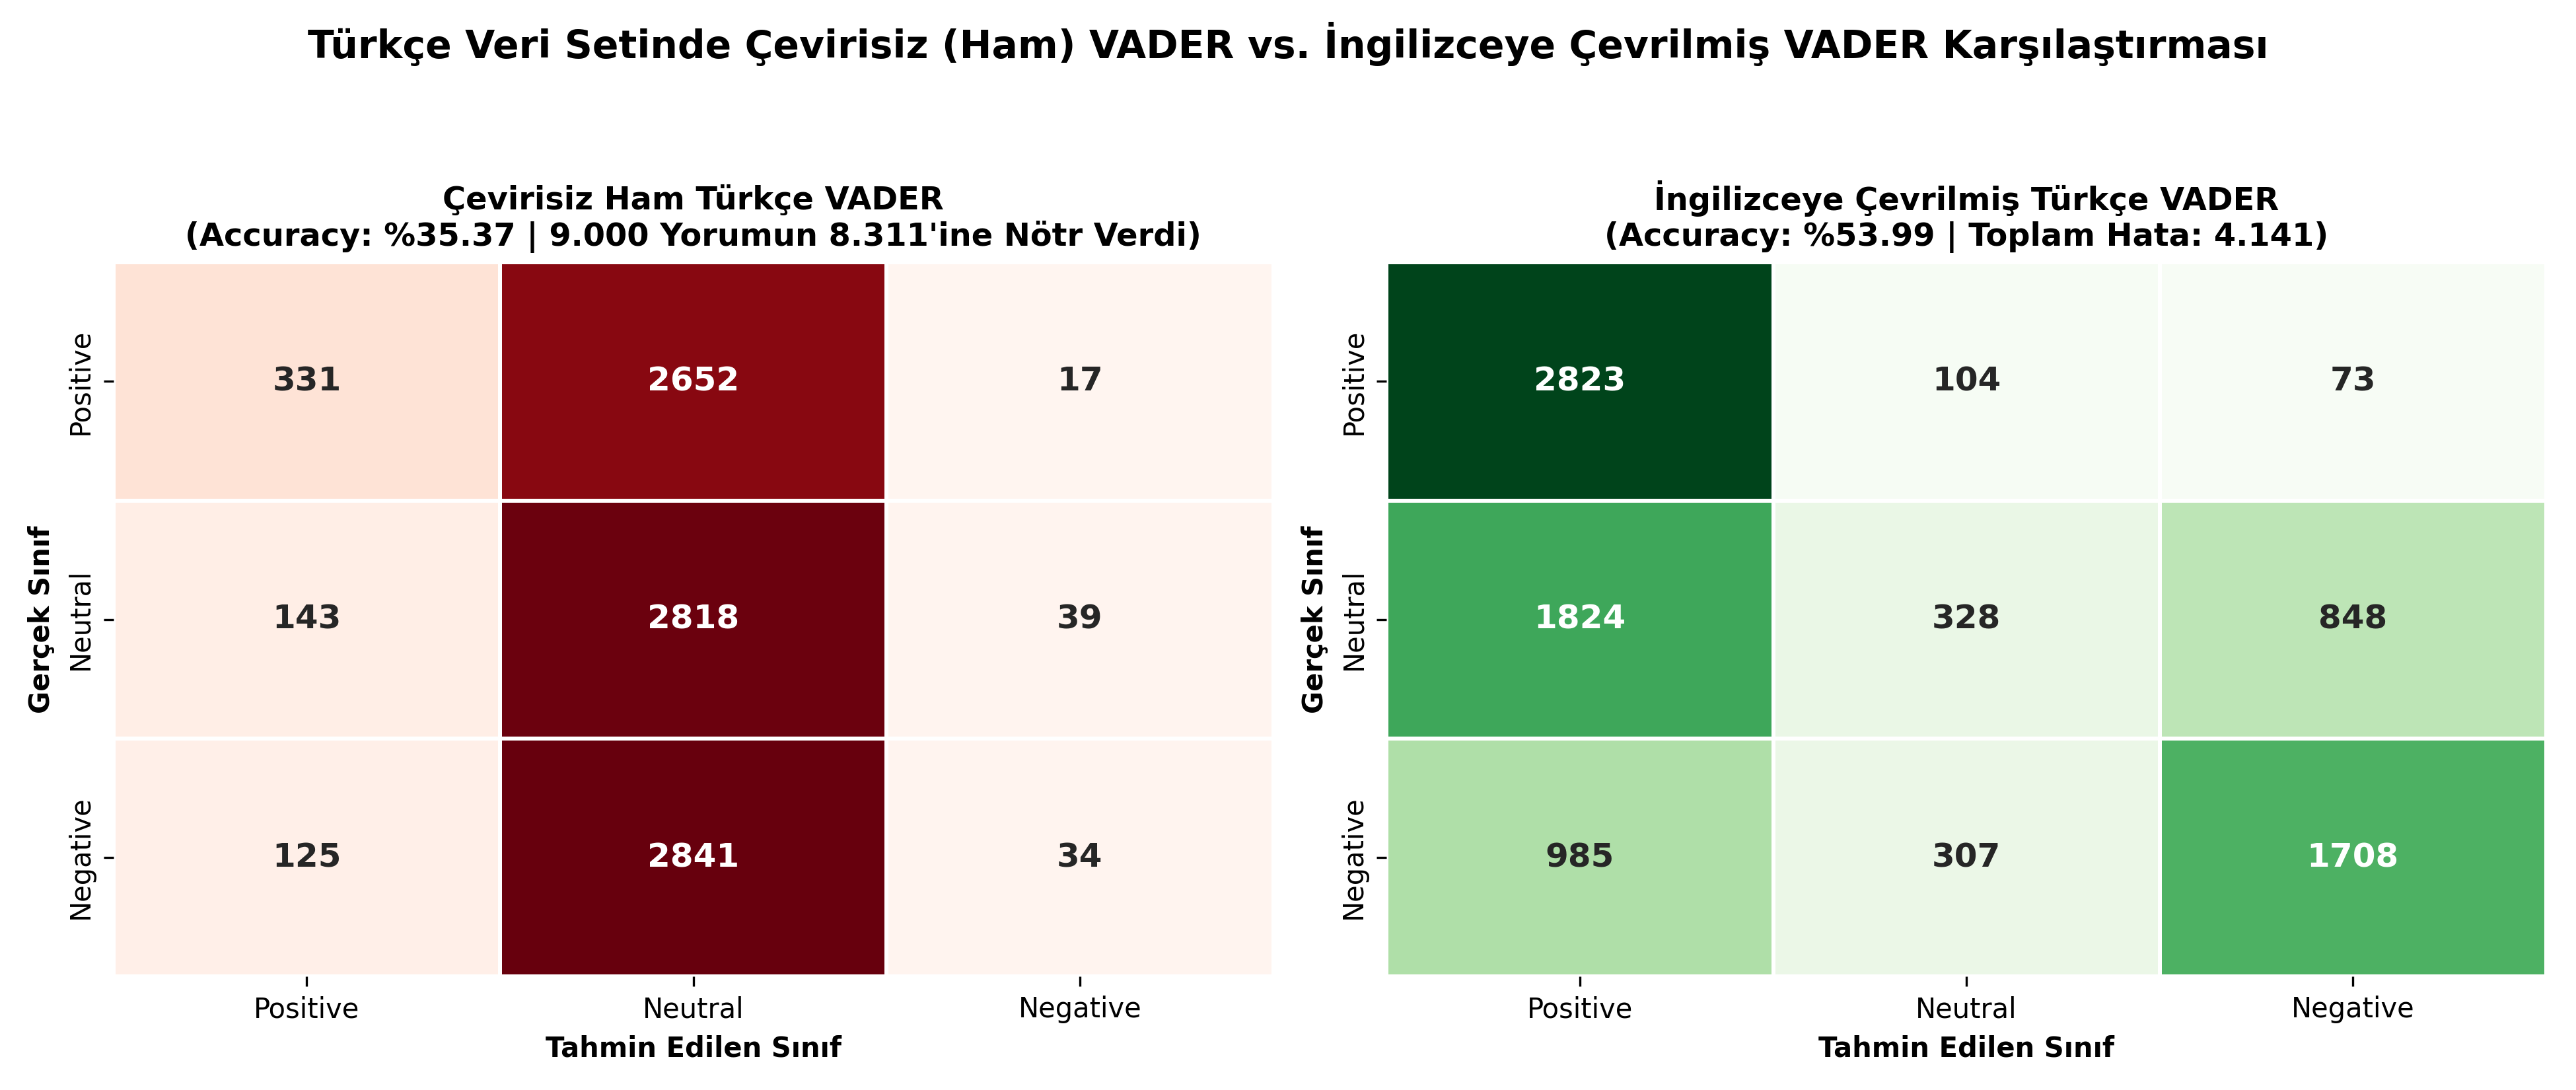 Türkçe Veri Setinde Çevirisiz (Ham) VADER vs. İngilizceye Çevrilmiş VADER Karşılaştırması
Çevirisiz Ham Türkçe VADER
(Accuracy: %35.37 | 9.000 Yorumun 8.311'ine Nötr Verdi)
Gerçek Sınıf
Positive
331
2652
17
Neutral
143
2818
39
Negative
125
2841
34
Positive
Neutral
Negative
Tahmin Edilen Sınıf
İngilizceye Çevrilmiş Türkçe VADER
(Accuracy: %53.99 | Toplam Hata: 4.141)
Gerçek Sınıf
Positive
2823
104
73
Neutral
1824
328
848
Negative
985
307
1708
Positive
Neutral
Negative
Tahmin Edilen Sınıf